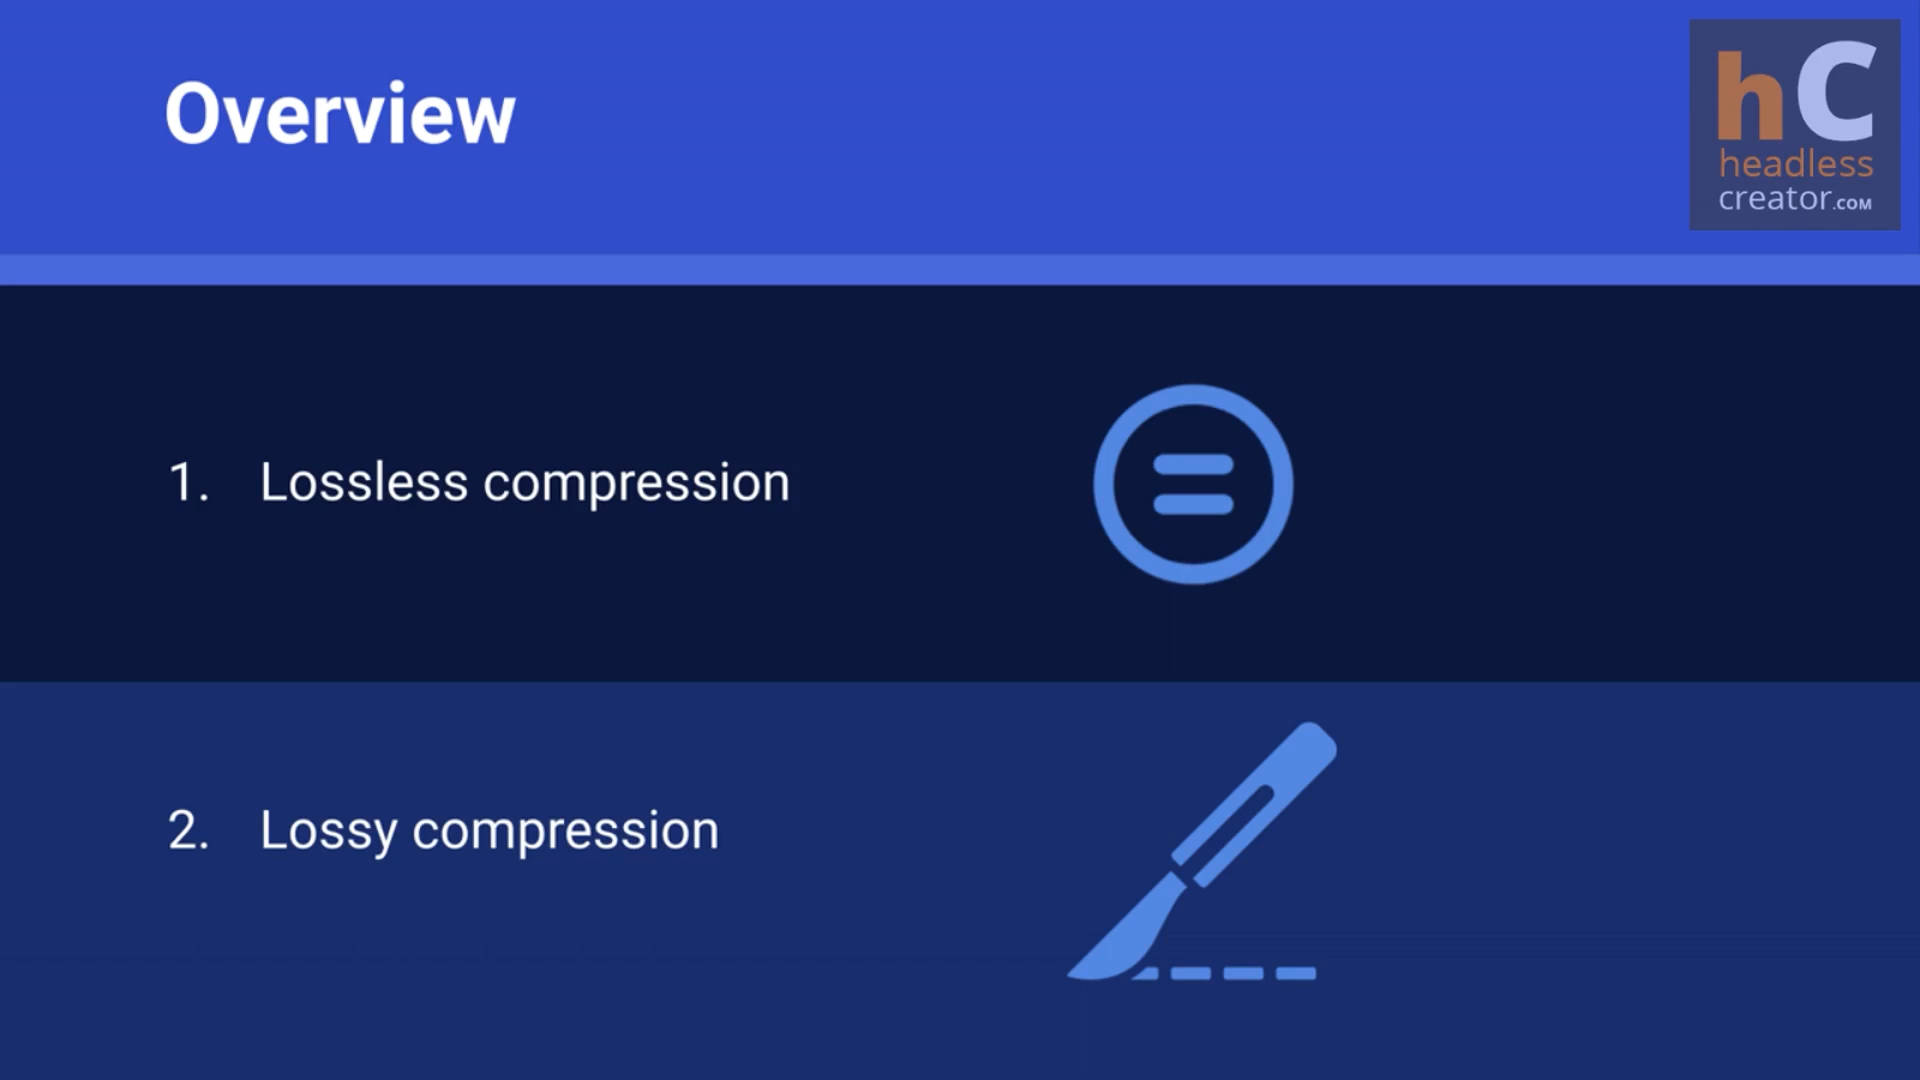 Overview
hC
headless
creator.COM
1. Lossless compression
2. Lossy compression